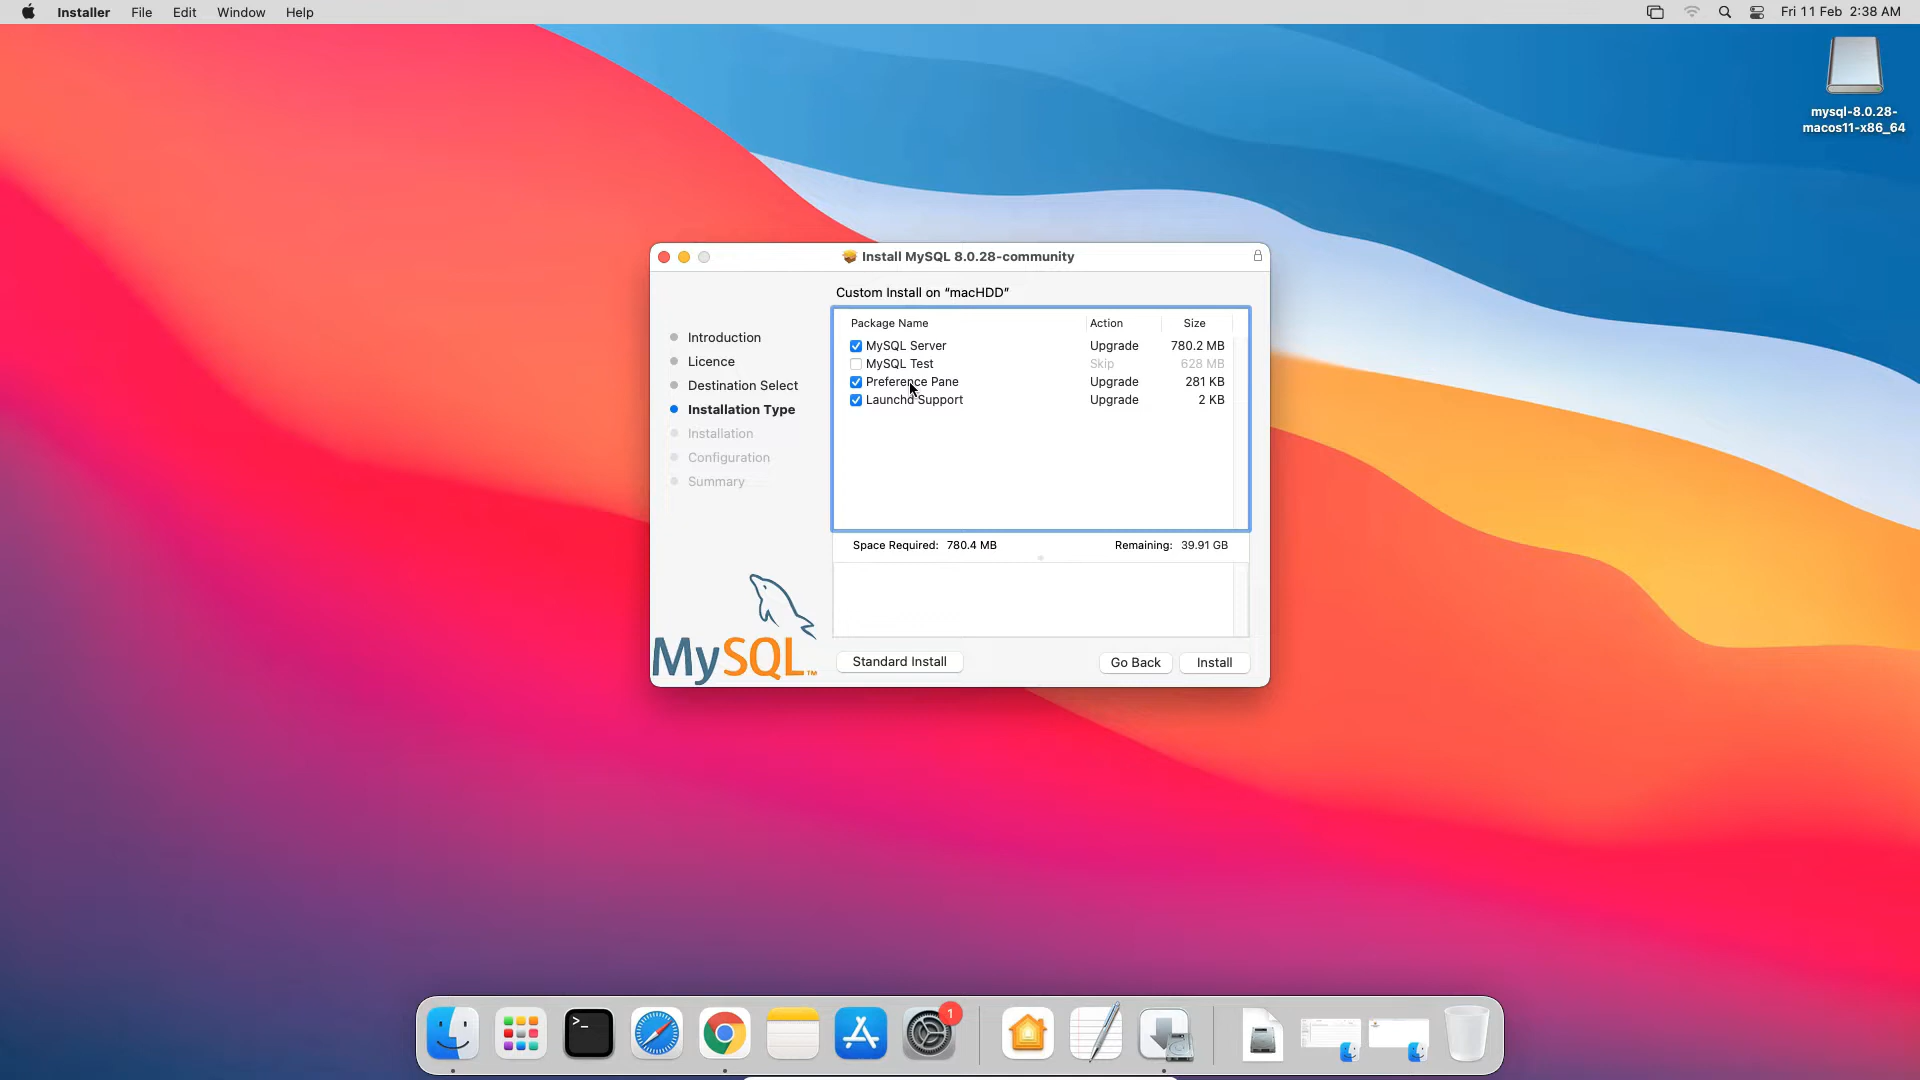 Installer File Edit Window Help Fri 11 Feb 2:38 AM
mysql-8.0.28-
macos11-x86_64
Install MySQL 8.0.28-community
Custom Install on “macHDD”
Introduction
Licence
Destination Select
Installation Type
Installation
Configuration
Summary
Package Name Action Size
MySQL Server Upgrade 780.2 MB
MySQL Test Skip 628 MB
Preference Pane Upgrade 281 KB
Launchd Support Upgrade 2 KB
Space Required: 780.4 MB Remaining: 39.91 GB
MySQL™
Standard Install Go Back Install
>_
1